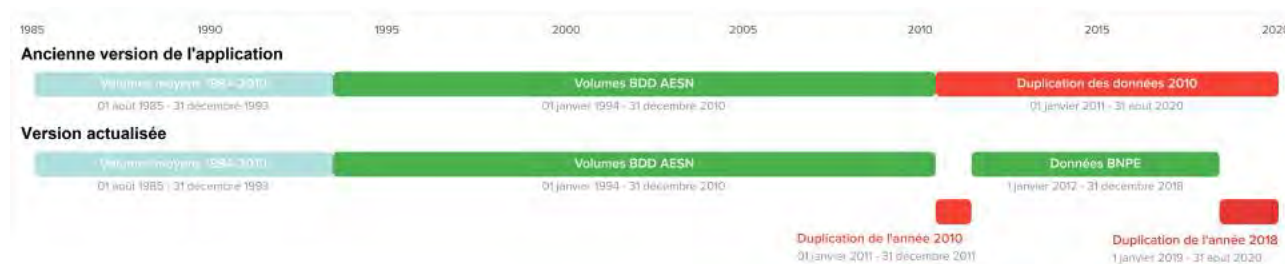 1985 1990 1995 2000 2005 2010 2015 2020
Ancienne version de l'application
Volumes moyens 1994-2010 Volumes BDD AESN Duplication des données 2010
01 août 1985 - 31 décembre 1993 01 janvier 1994 - 31 décembre 2010 01 janvier 2011 - 31 aout 2020
Version actualisée
Volumes moyens 1994-2010 Volumes BDD AESN Données BNPE
01 août 1985 - 31 décembre 1993 01 janvier 1994 - 31 décembre 2010 1 janvier 2012 - 31 décembre 2018
Duplication de l'année 2010 Duplication de l'année 2018
01 janvier 2011 - 31 décembre 2011 1 janvier 2019 - 31 aout 2020